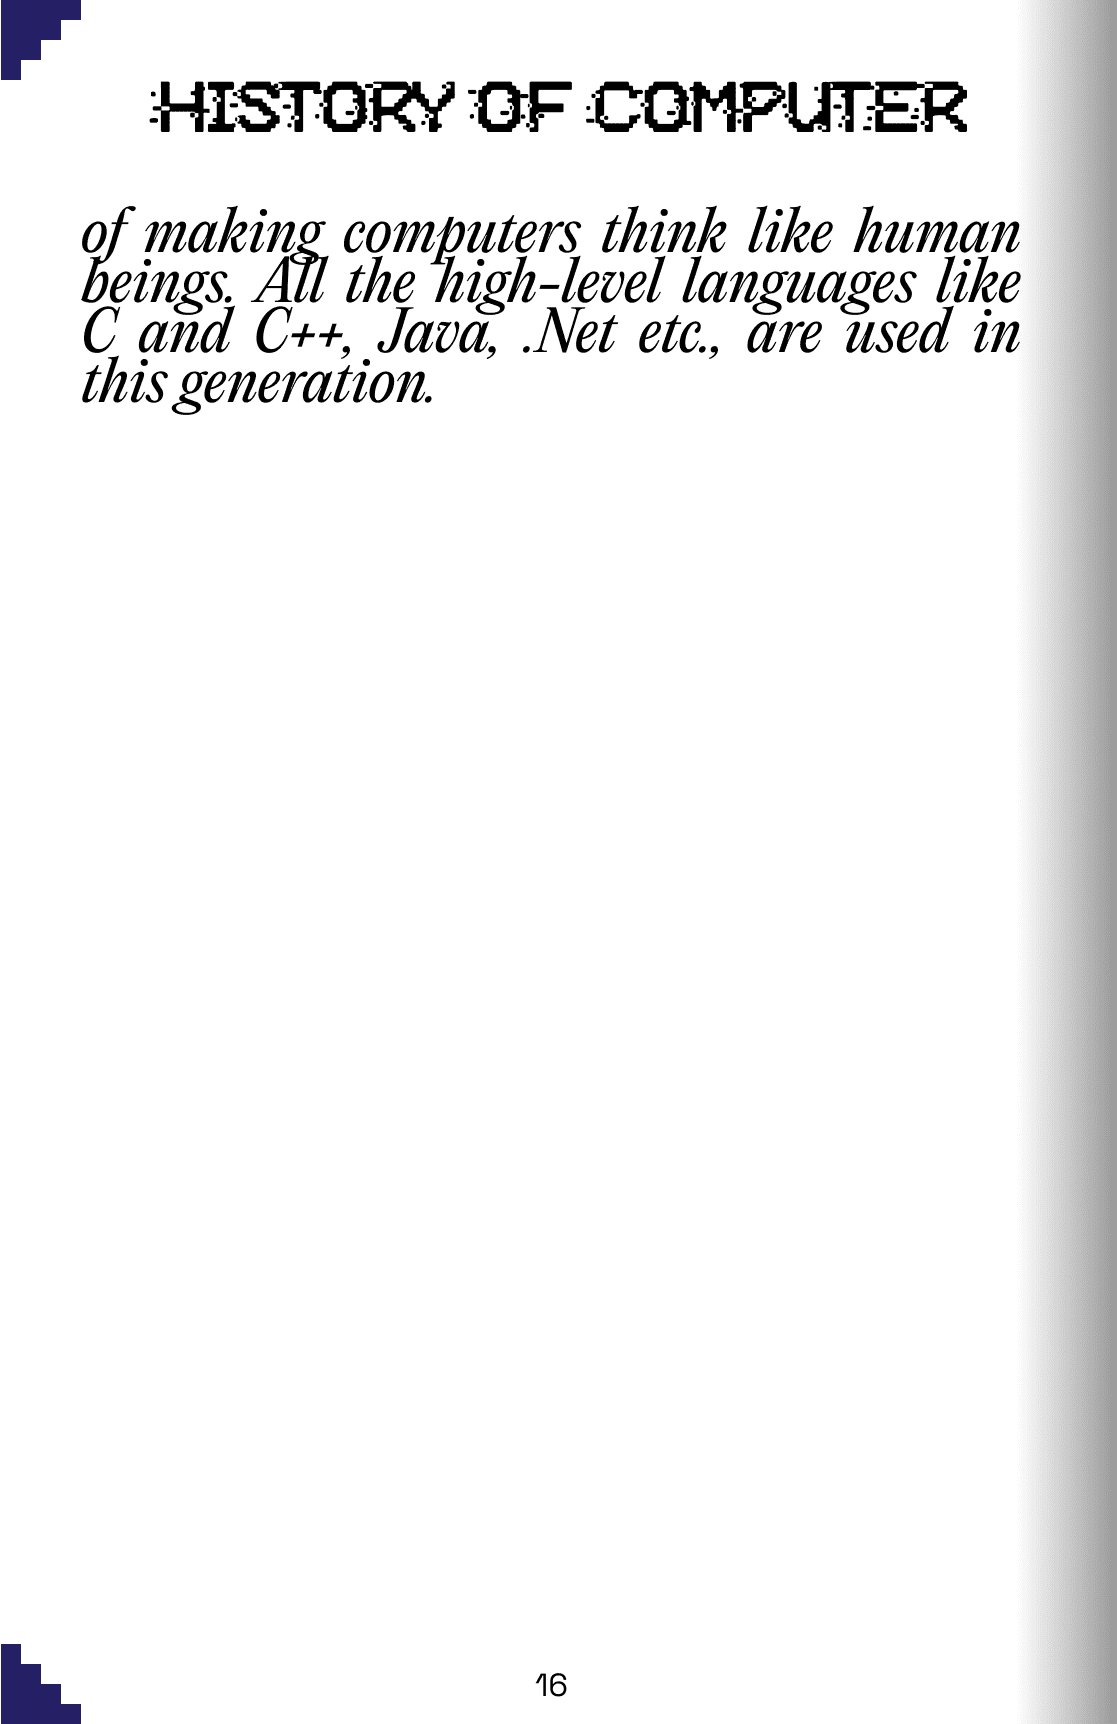 HISTORY OF COMPUTER
of making computers think like human
beings. All the high-level languages like
C and C++, Java, .Net etc., are used in
this generation.
16